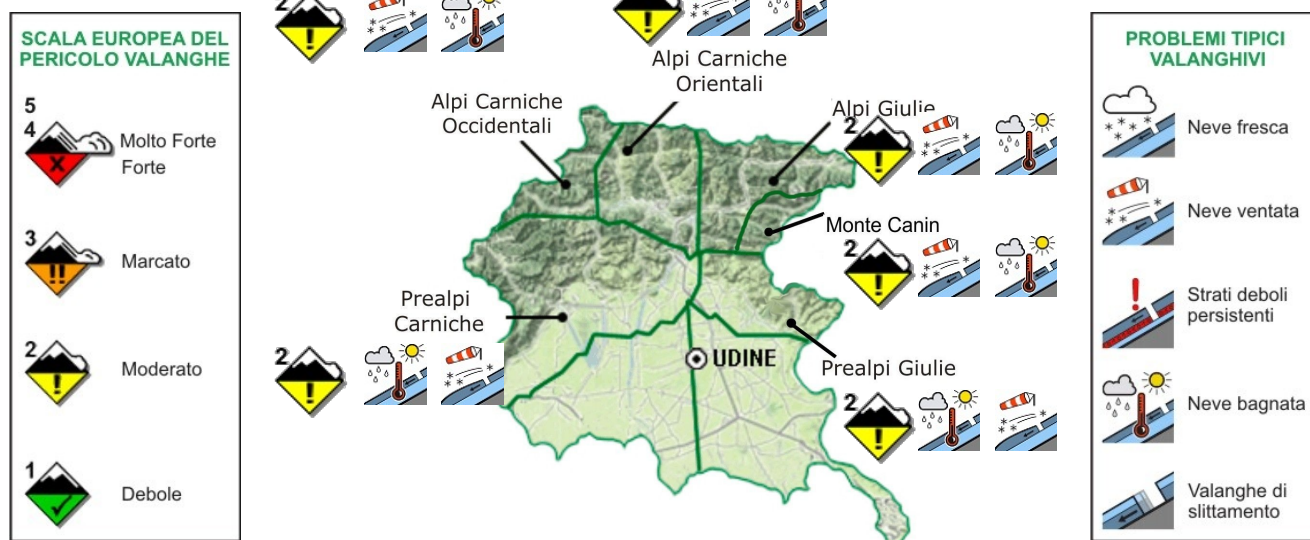 SCALA EUROPEA DEL
PERICOLO VALANGHE
5
4
Molto Forte
Forte
3
Marcato
2
Moderato
1
Debole
2
2
Alpi Carniche
Orientali
Alpi Carniche
Occidentali
Alpi Giulie
2
Monte Canin
2
Prealpi
Carniche
2
UDINE
Prealpi Giulie
2
PROBLEMI TIPICI
VALANGHIVI
Neve fresca
Neve ventata
Strati deboli
persistenti
Neve bagnata
Valanghe di
slittamento